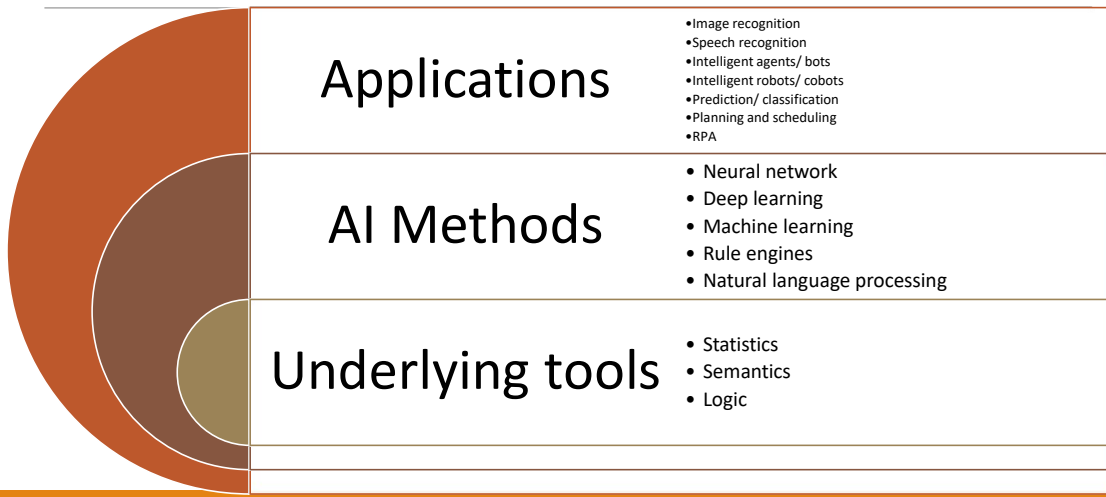 Applications
•Image recognition
•Speech recognition
•Intelligent agents/ bots
•Intelligent robots/ cobots
•Prediction/ classification
•Planning and scheduling
•RPA
AI Methods
• Neural network
• Deep learning
• Machine learning
• Rule engines
• Natural language processing
Underlying tools
• Statistics
• Semantics
• Logic